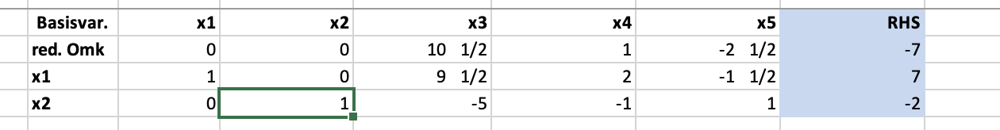 Basisvar. x1 x2 x3 x4 x5 RHS
red. Omk 0 0 10 1/2 1 -2 1/2 -7
x1 1 0 9 1/2 2 -1 1/2 7
x2 0 1 -5 -1 1 -2